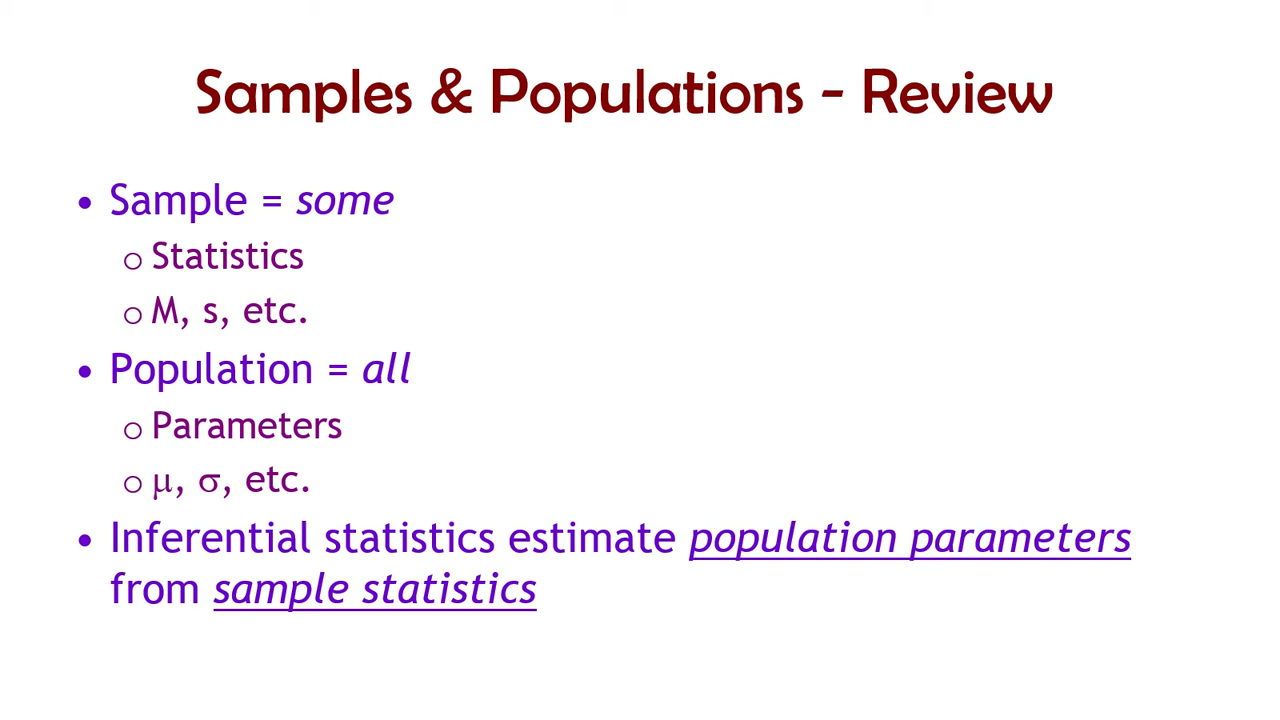 Samples & Populations - Review
• Sample = some
o Statistics
o M, s, etc.
• Population = all
o Parameters
o μ, σ, etc.
• Inferential statistics estimate population parameters
from sample statistics